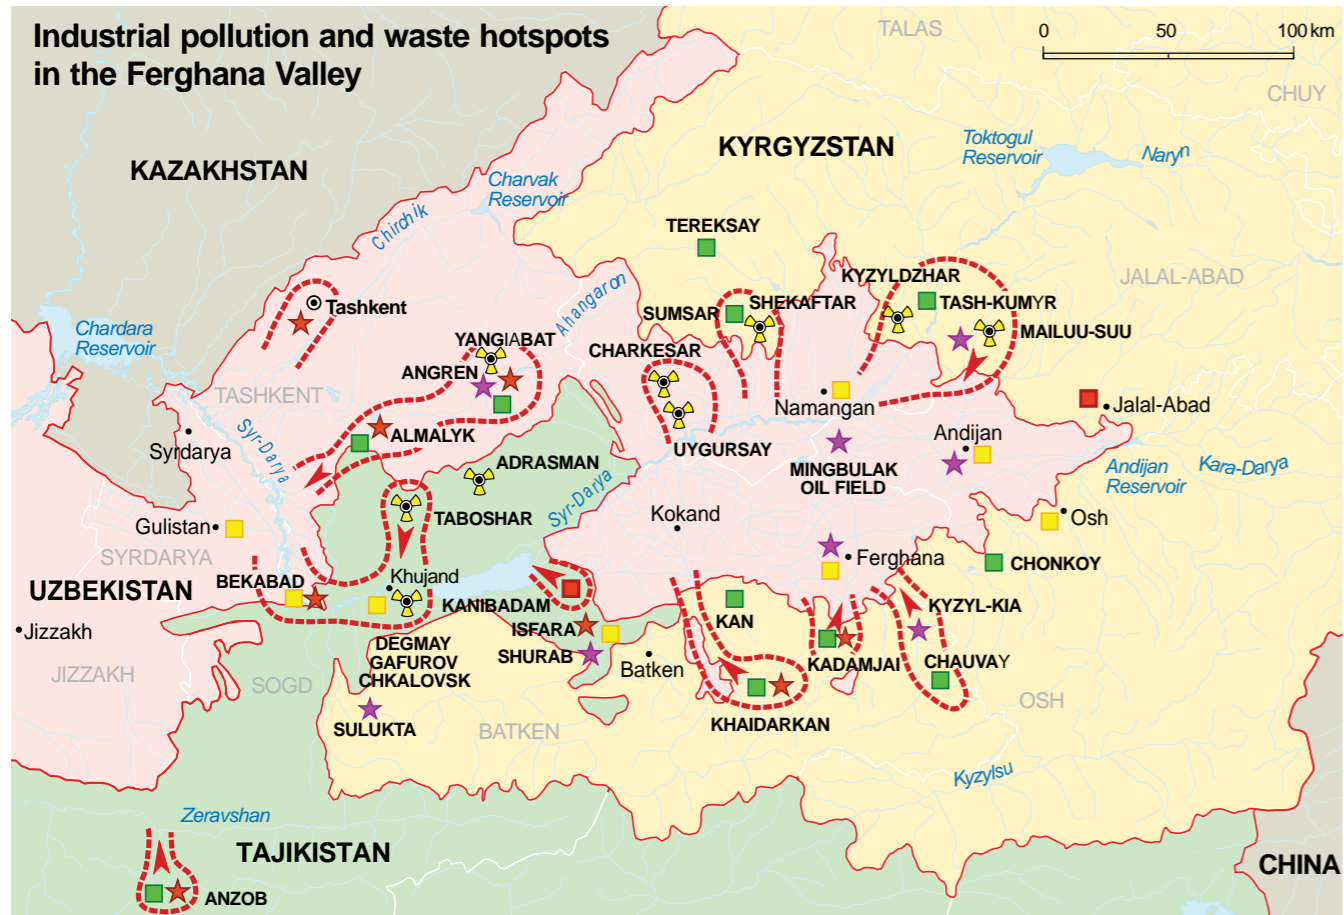 Industrial pollution and waste hotspots
in the Ferghana Valley
0 50 100 km
TALAS
CHUY
KAZAKHSTAN
KYRGYZSTAN
Toktogul
Reservoir
Naryn
Charvak
Reservoir
Chirchik
TEREKSAY
JALAL-ABAD
KYZYLDZHAR
Ahangaron
SUMSAR
SHEKAFTAR
TASH-KUMYR
Tashkent
MAILUU-SUU
Chardara
Reservoir
YANGIABAT
CHARKESAR
ANGREN
TASHKENT
Namangan
Jalal-Abad
Syr-Darya
Syrdarya
ALMALYK
UYGURSAY
Andijan
ADRASMAN
MINGBULAK
OIL FIELD
Andijan
Reservoir
Kara-Darya
Syr-Darya
TABOSHAR
Kokand
Osh
Gulistan
SYRDARYA
Ferghana
CHONKOY
BEKABAD
Khujand
UZBEKISTAN
KANIBADAM
KYZYL-KIA
KAN
ISFARA
Jizzakh
DEGMAY
GAFUROV
CHKALOVSK
SHURAB
Batken
KADAMJAI
CHAUVAY
JIZZAKH
SOGD
OSH
SULUKTA
BATKEN
KHAIDARKAN
Kyzylsu
Zeravshan
TAJIKISTAN
CHINA
ANZOB